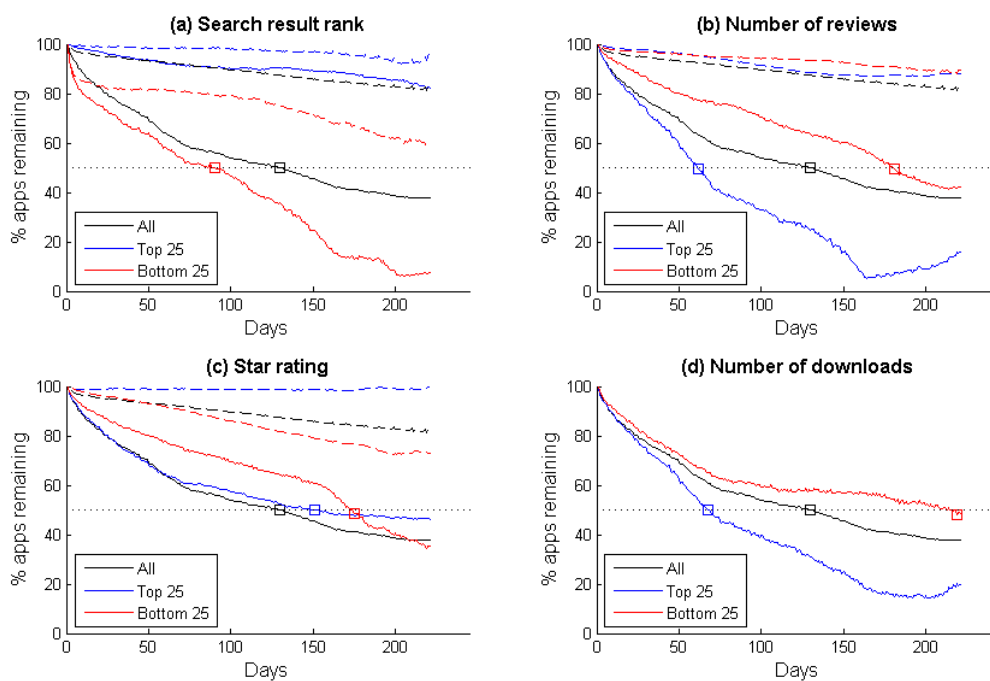 (a) Search result rank
% apps remaining
100
80
60
40
20
0
All
Top 25
Bottom 25
0 50 100 150 200
Days
(b) Number of reviews
% apps remaining
100
80
60
40
20
0
All
Top 25
Bottom 25
0 50 100 150 200
Days
(c) Star rating
% apps remaining
100
80
60
40
20
0
All
Top 25
Bottom 25
0 50 100 150 200
Days
(d) Number of downloads
% apps remaining
100
80
60
40
20
0
All
Top 25
Bottom 25
0 50 100 150 200
Days